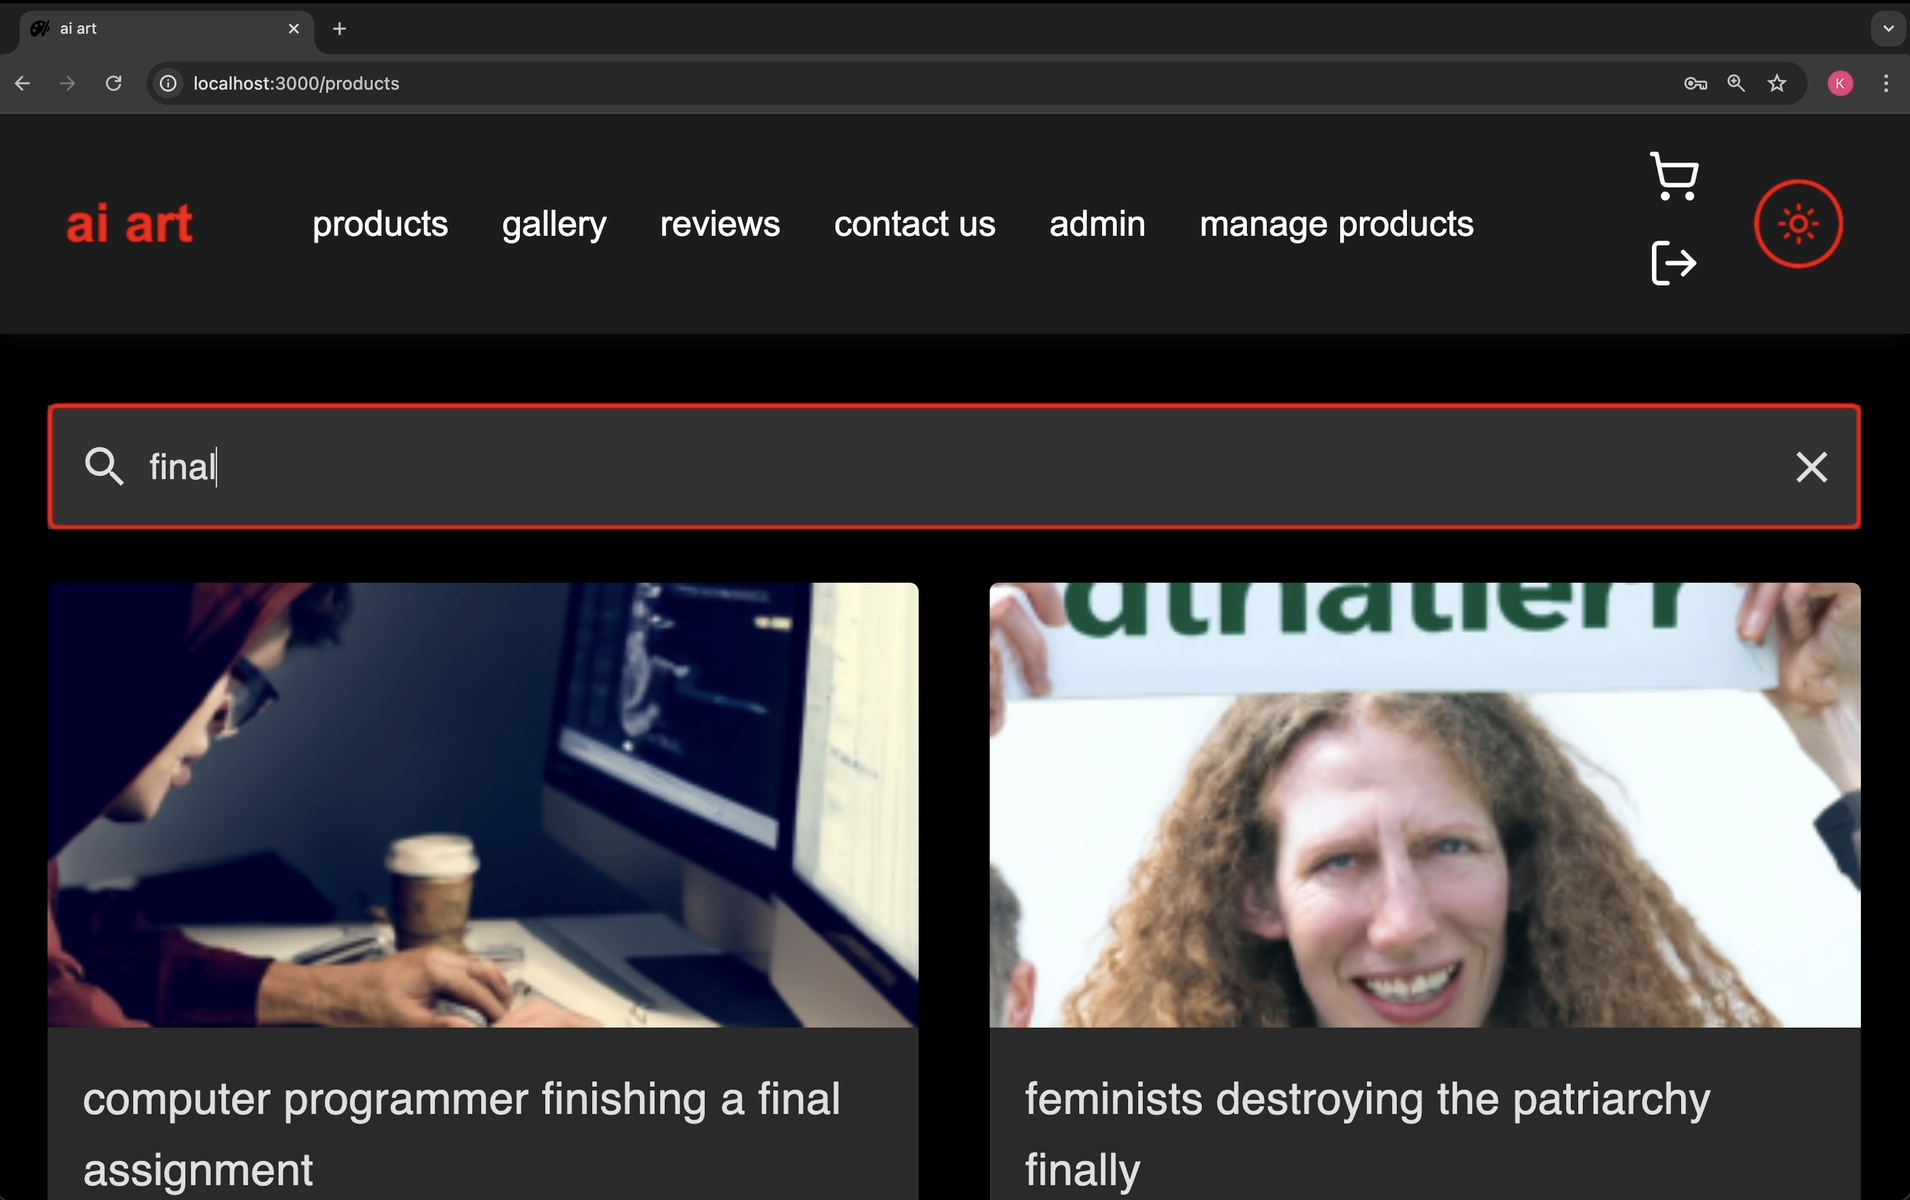 ai art
localhost:3000/products
K
ai art
products
gallery
reviews
contact us
admin
manage products
final
computer programmer finishing a final
assignment
feminists destroying the patriarchy
finally